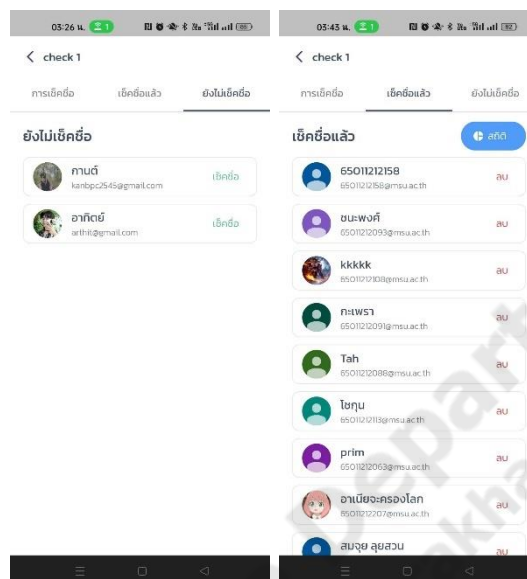 03:26 น. 1
check 1
การเช็คชื่อ เช็คชื่อแล้ว ยังไม่เช็คชื่อ
ยังไม่เช็คชื่อ
กานต์
kanbpc2545@gmail.com
เช็คชื่อ
อาทิตย์
arthit@gmail.com
เช็คชื่อ
03:43 น. 1
check 1
การเช็คชื่อ เช็คชื่อแล้ว ยังไม่เช็คชื่อ
เช็คชื่อแล้ว
สถิติ
65011212158
65011212158@msu.ac.th
ลบ
ชนะพงศ์
65011212093@msu.ac.th
ลบ
kkkkk
65011212108@msu.ac.th
ลบ
กะเพรา
65011212091@msu.ac.th
ลบ
Tah
65011212088@msu.ac.th
ลบ
โชกุน
65011212113@msu.ac.th
ลบ
prim
65011212063@msu.ac.th
ลบ
อาเนียจะครองโลก
65011212207@msu.ac.th
ลบ
สมจุย ลุยสวน
ลบ